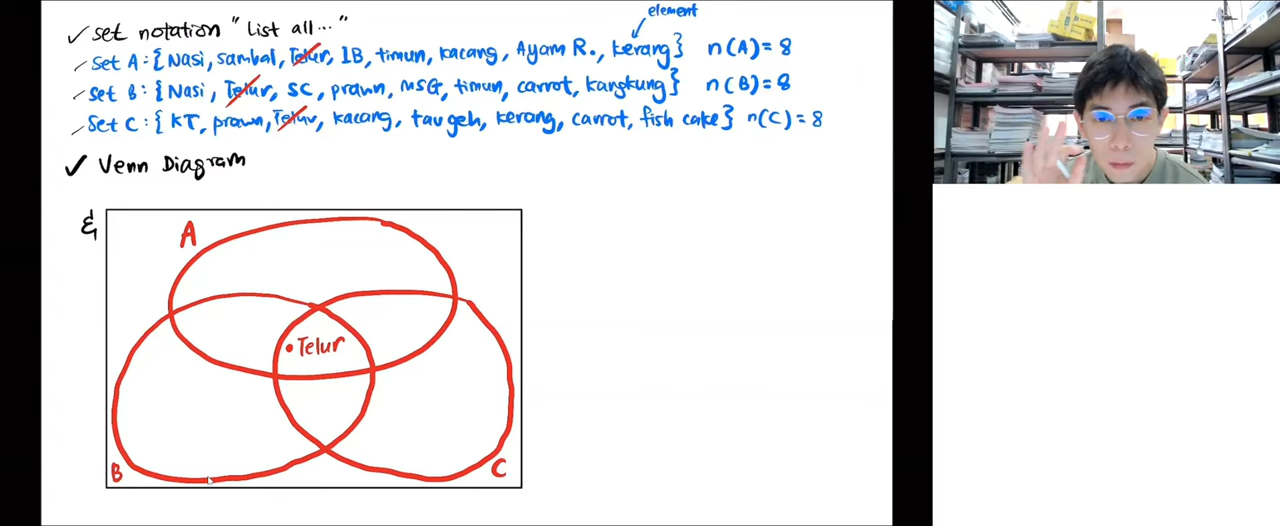 ✓ set notation "List all..."
element
✓ set A : {Nasi, sambal, Telur, IB, timun, kacang, Ayam R., kerang} n(A) = 8
✓ set B : {Nasi, Telur, SC, prawn, MSG, timun, carrot, kangkung} n(B) = 8
✓ set C : {KT, prawn, Telur, kacang, taugeh, kerang, carrot, fish cake} n(C) = 8
✓ Venn Diagram
ξ
A
• Telur
B
C